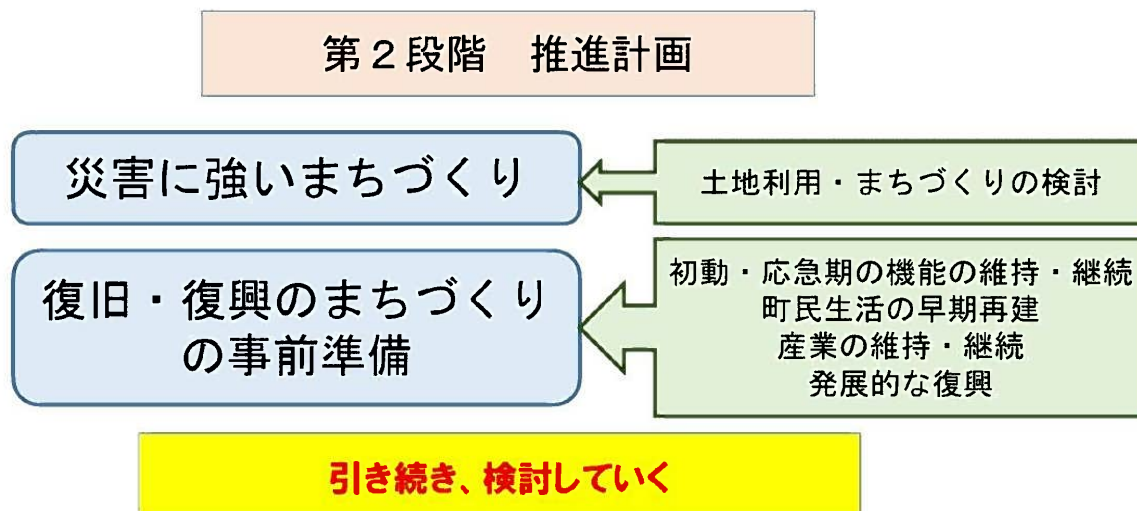 第２段階　推進計画
災害に強いまちづくり
土地利用・まちづくりの検討
復旧・復興のまちづくり
の事前準備
初動・応急期の機能の維持・継続
町民生活の早期再建
産業の維持・継続
発展的な復興
引き続き、検討していく